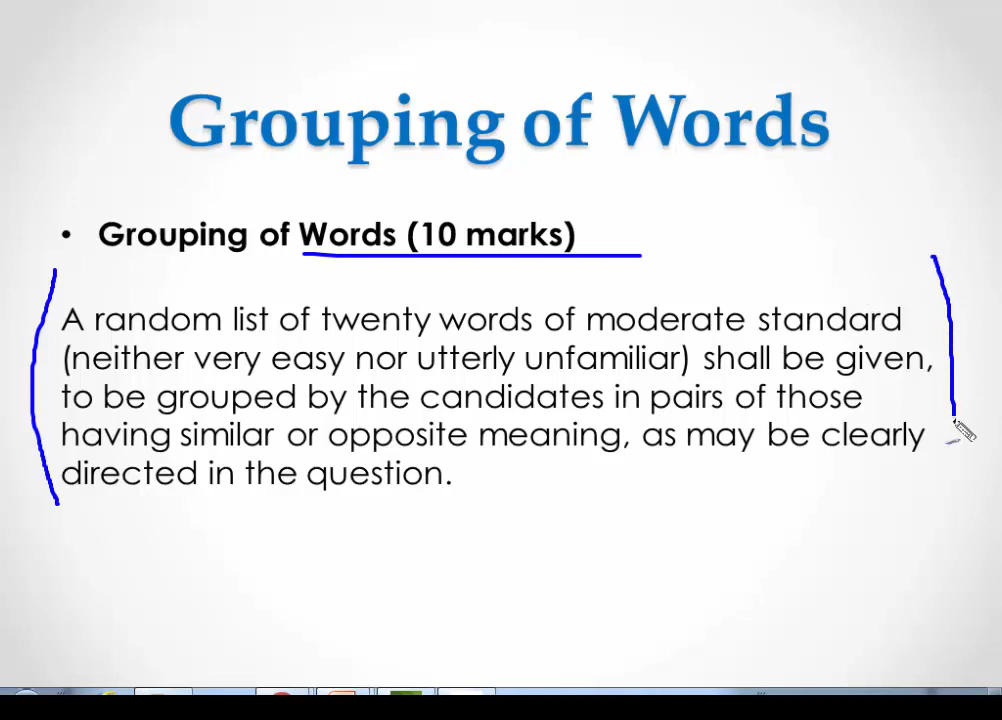 Grouping of Words
• Grouping of Words (10 marks)
A random list of twenty words of moderate standard
(neither very easy nor utterly unfamiliar) shall be given,
to be grouped by the candidates in pairs of those
having similar or opposite meaning, as may be clearly
directed in the question.